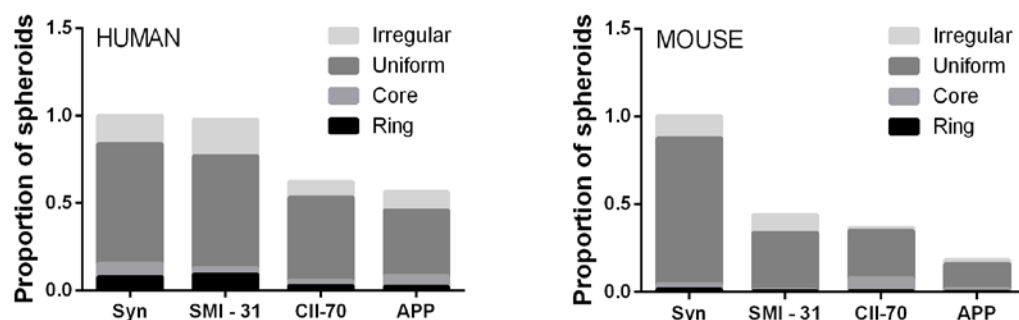 HUMAN
Proportion of spheroids
1.5
1.0
0.5
0.0
Irregular
Uniform
Core
Ring
Syn SMI - 31 CII-70 APP
MOUSE
Proportion of spheroids
1.5
1.0
0.5
0.0
Irregular
Uniform
Core
Ring
Syn SMI - 31 CII-70 APP